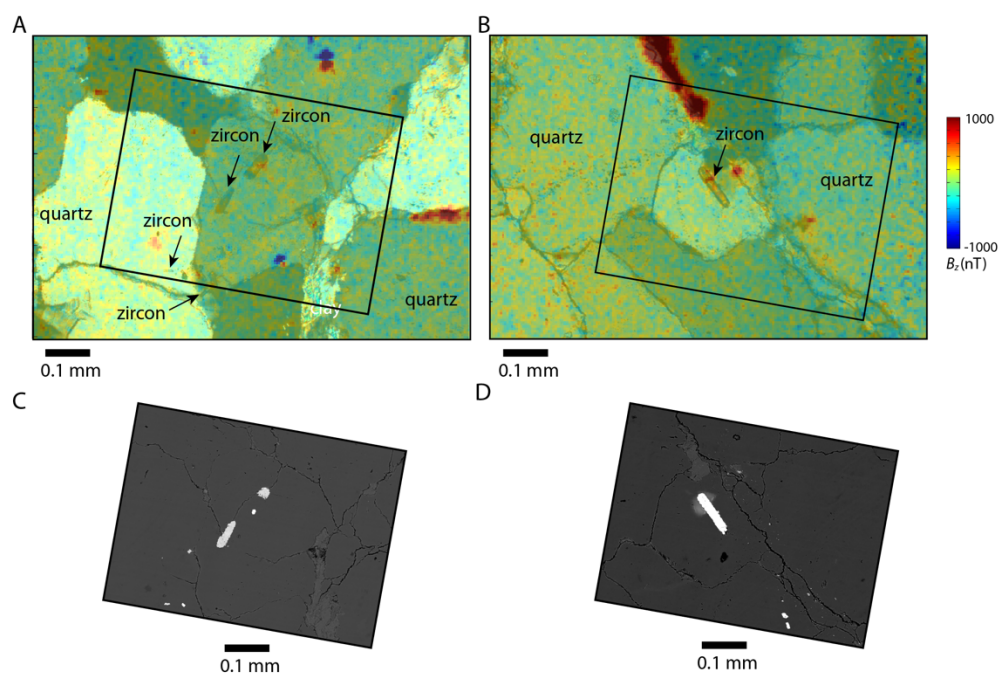 A
B
zircon
zircon
quartz
zircon
zircon
clay
quartz
0.1 mm
quartz
zircon
quartz
0.1 mm
1000
-1000
Bz(nT)
C
D
0.1 mm
0.1 mm